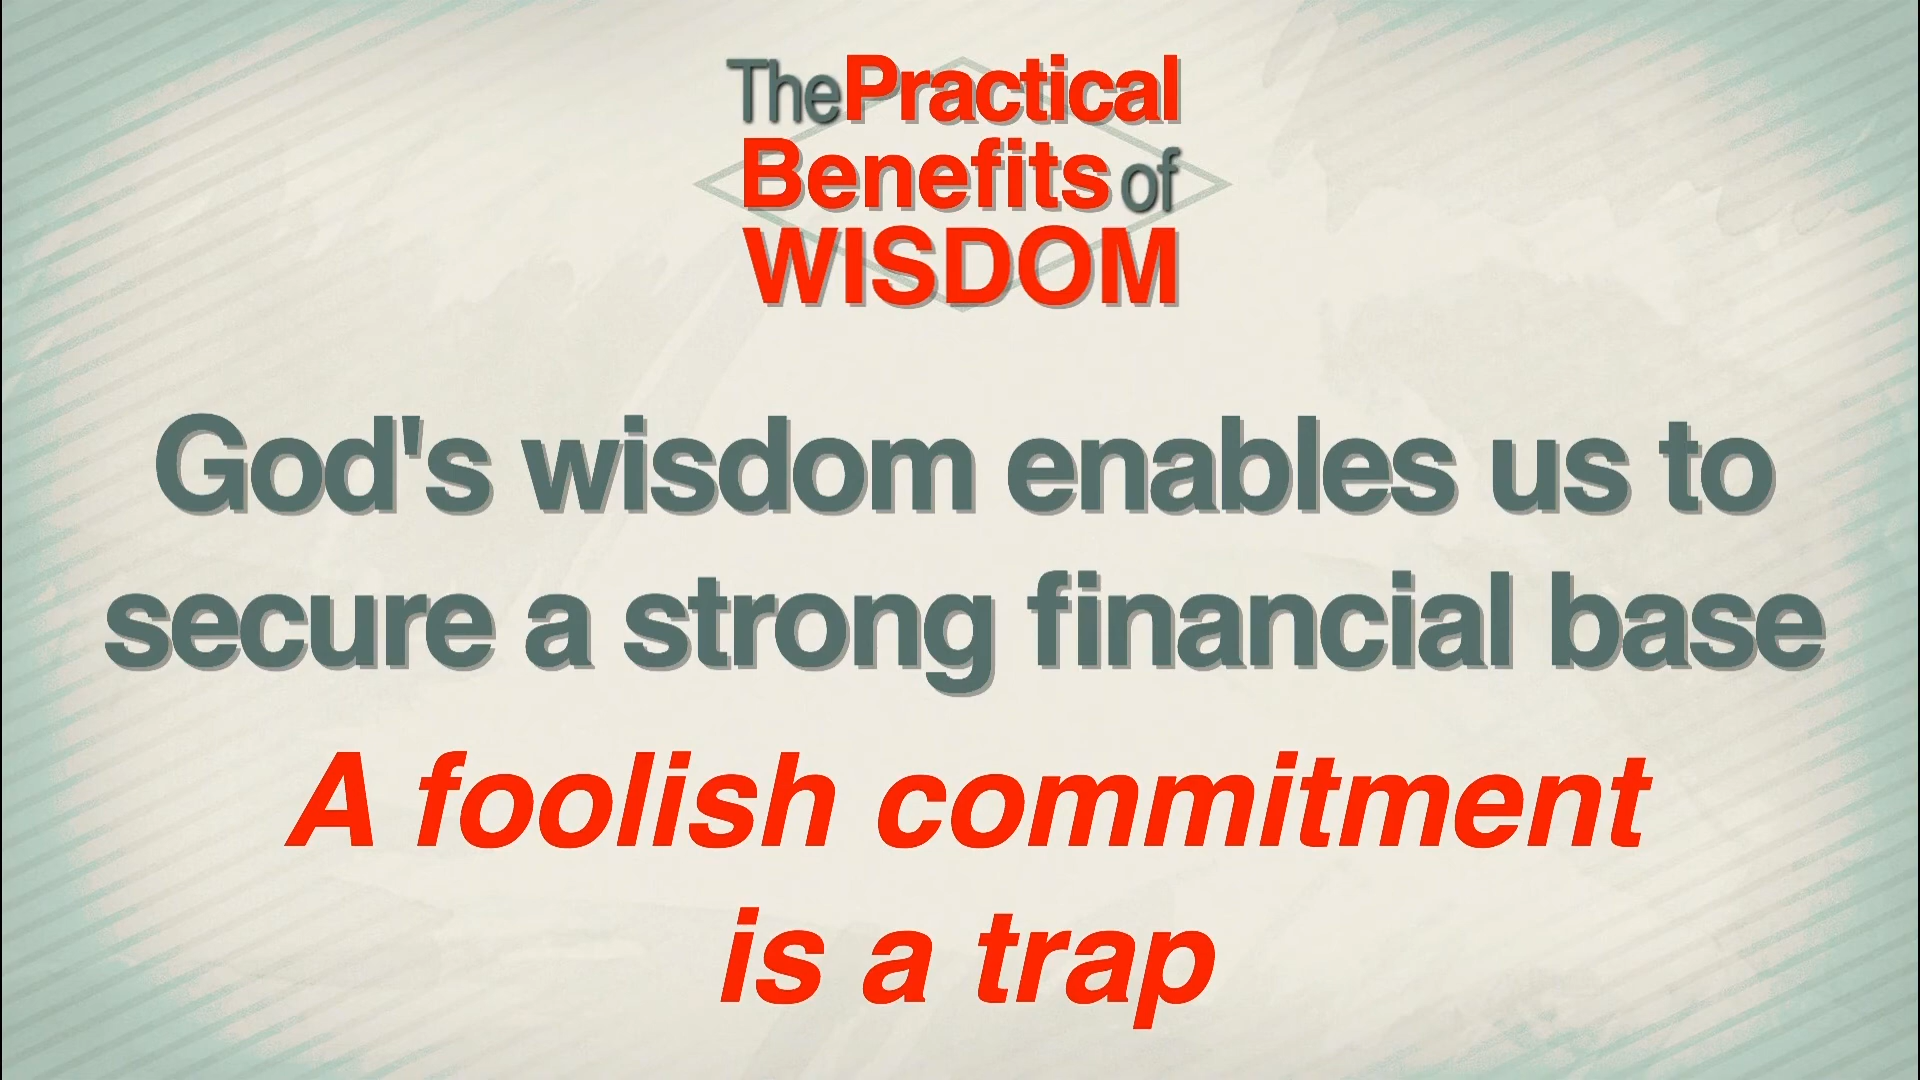 The Practical
Benefits of
WISDOM
God's wisdom enables us to
secure a strong financial base
A foolish commitment
is a trap